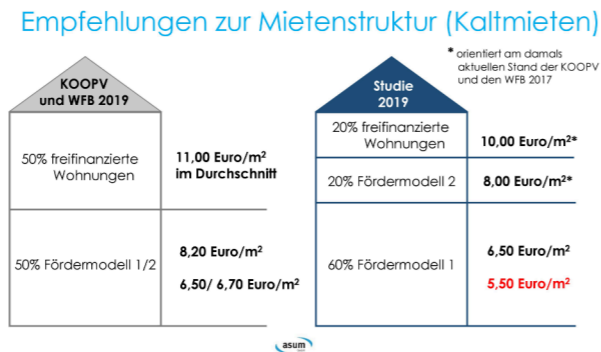 Empfehlungen zur Mietenstruktur (Kaltmieten)
* orientiert am damals
aktuellen Stand der KOOPV
und den WFB 2017
KOOPV
und WFB 2019
50% freifinanzierte
Wohnungen
11,00 Euro/m²
im Durchschnitt
50% Fördermodell 1/2
8,20 Euro/m²
6,50/ 6,70 Euro/m²
Studie
2019
20% freifinanzierte
Wohnungen
10,00 Euro/m²*
20% Fördermodell 2
8,00 Euro/m²*
60% Fördermodell 1
6,50 Euro/m²
5,50 Euro/m²
asum